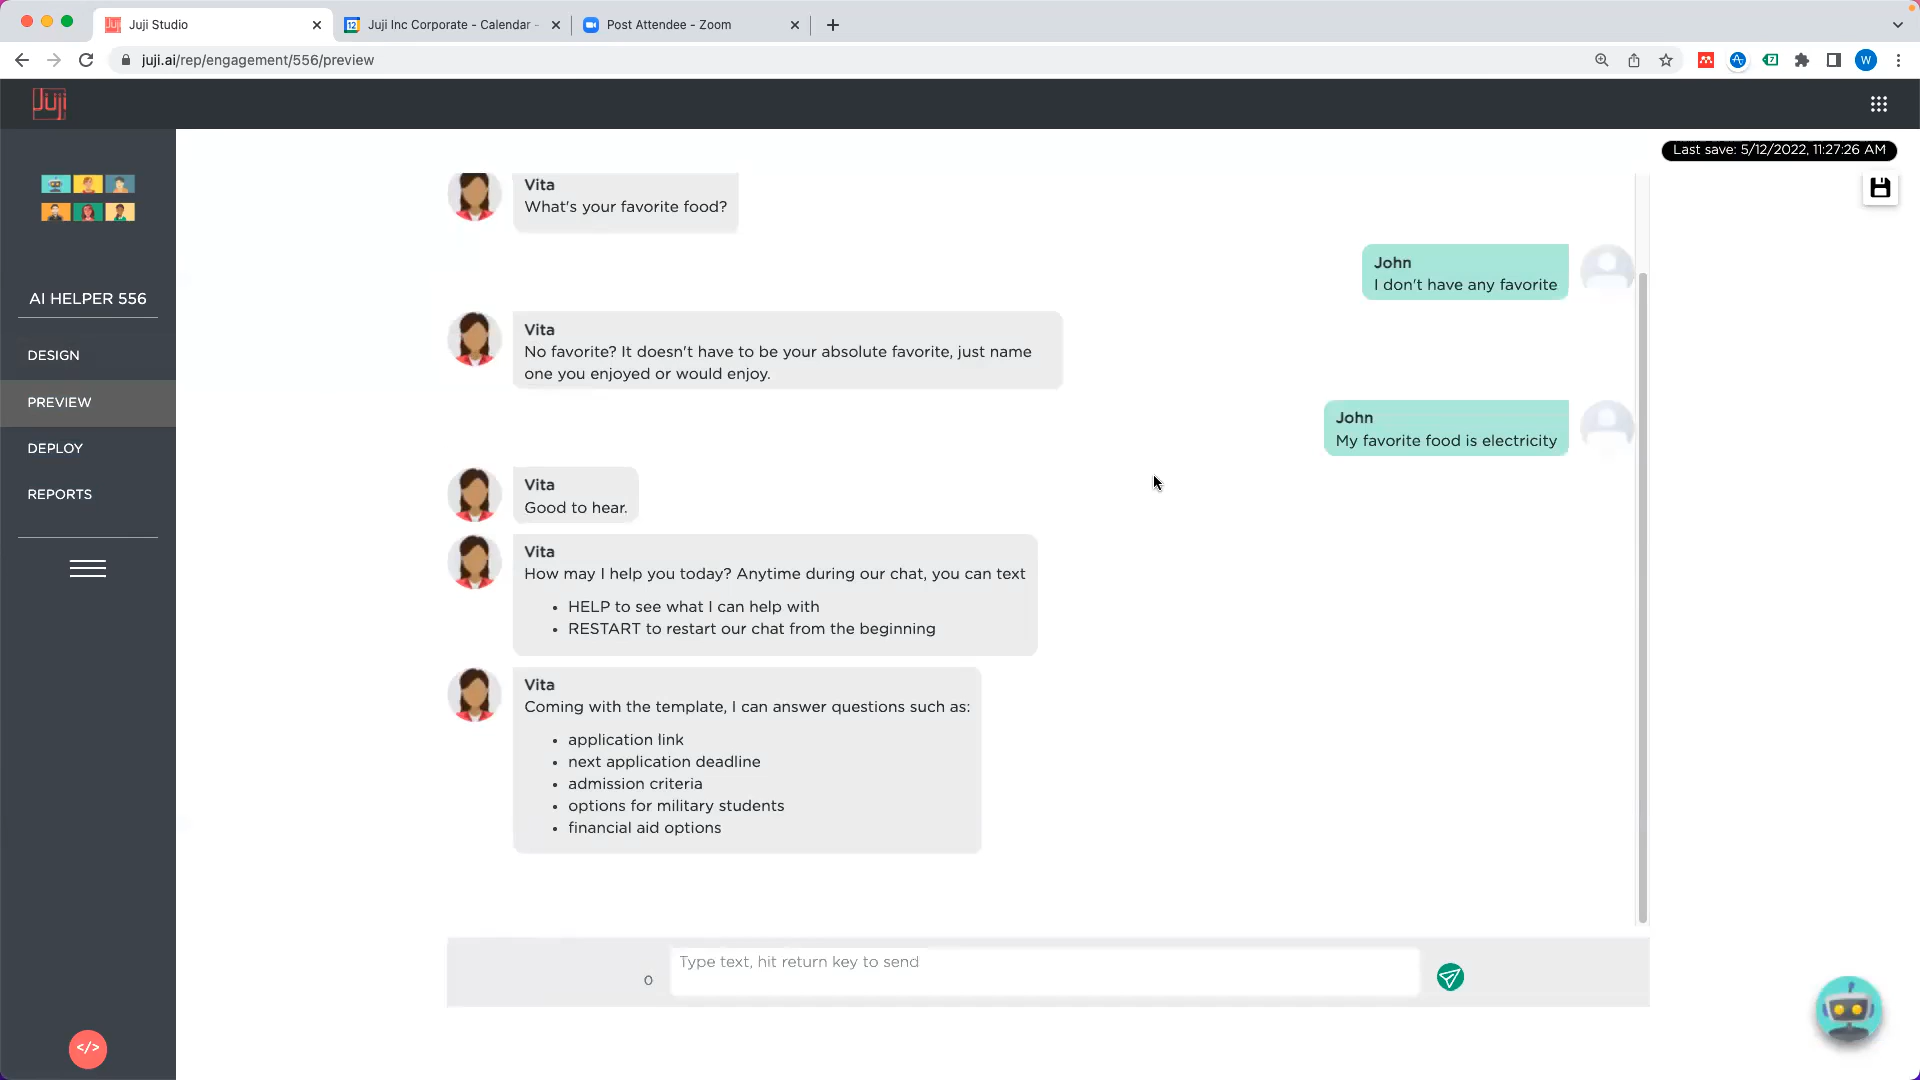 Juji Studio
12
Juji Inc Corporate - Calendar -
Post Attendee - Zoom
juji.ai/rep/engagement/556/preview
7
W
Juji
Last save: 5/12/2022, 11:27:26 AM
AI HELPER 556
DESIGN
PREVIEW
DEPLOY
REPORTS
</>
Vita
What's your favorite food?
John
I don't have any favorite
Vita
No favorite? It doesn't have to be your absolute favorite, just name
one you enjoyed or would enjoy.
John
My favorite food is electricity
Vita
Good to hear.
Vita
How may I help you today? Anytime during our chat, you can text
• HELP to see what I can help with
• RESTART to restart our chat from the beginning
Vita
Coming with the template, I can answer questions such as:
• application link
• next application deadline
• admission criteria
• options for military students
• financial aid options
0
Type text, hit return key to send